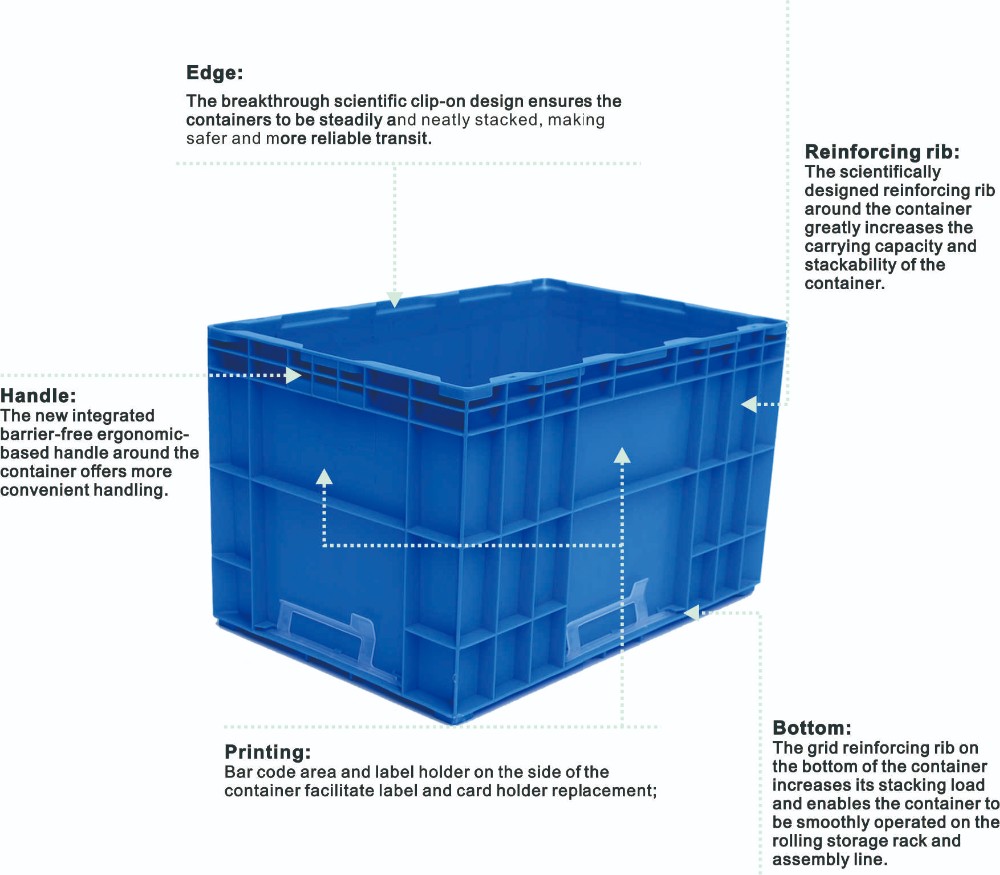 Edge:
The breakthrough scientific clip-on design ensures the
containers to be steadily and neatly stacked, making
safer and more reliable transit.
Reinforcing rib:
The scientifically
designed reinforcing rib
around the container
greatly increases the
carrying capacity and
stackability of the
container.
Handle:
The new integrated
barrier-free ergonomic-
based handle around the
container offers more
convenient handling.
Printing:
Bar code area and label holder on the side of the
container facilitate label and card holder replacement;
Bottom:
The grid reinforcing rib on
the bottom of the container
increases its stacking load
and enables the container to
be smoothly operated on the
rolling storage rack and
assembly line.